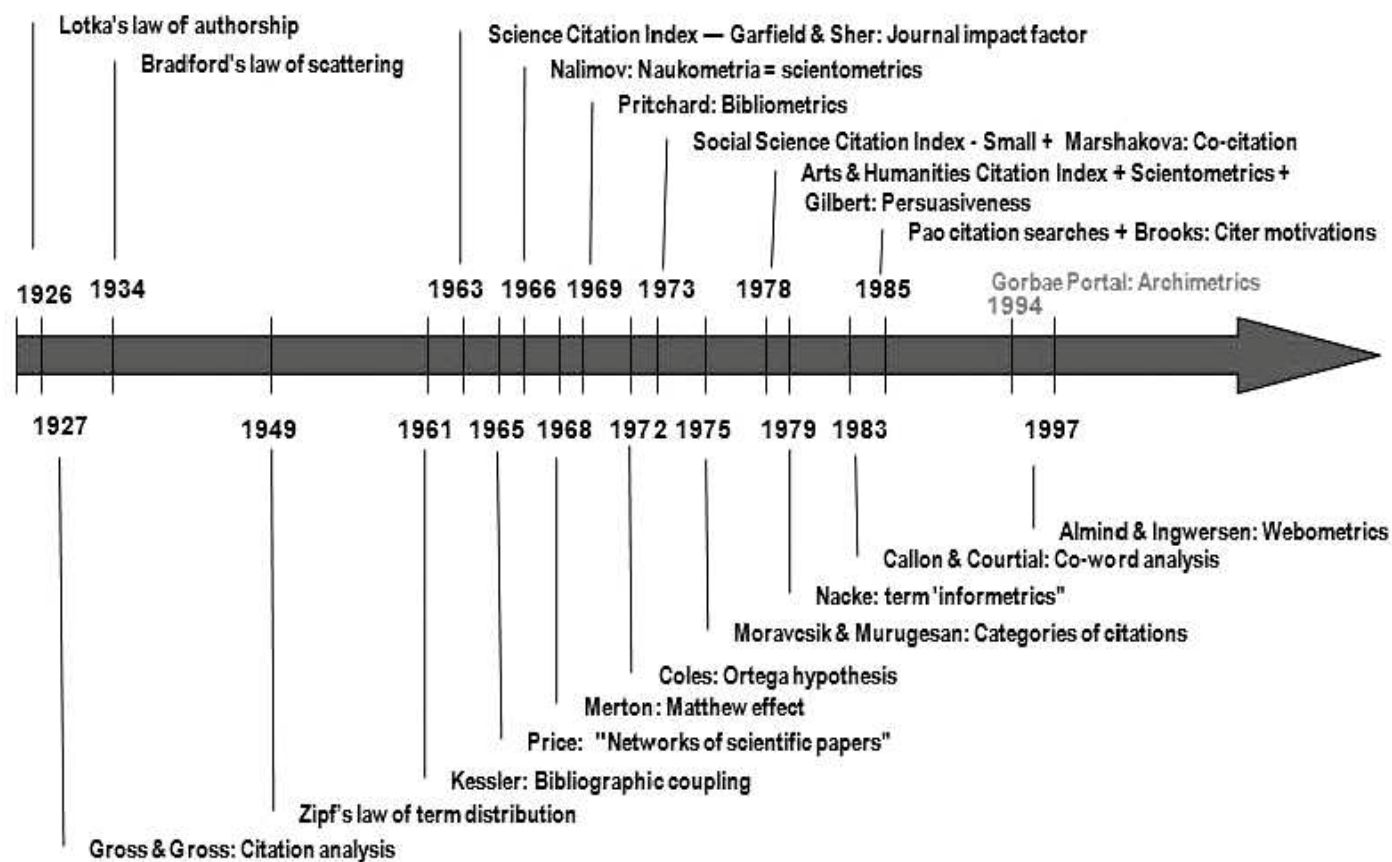 Lotka's law of authorship
Bradford's law of scattering
Science Citation Index — Garfield & Sher: Journal impact factor
Nalimov: Naukometria = scientometrics
Pritchard: Bibliometrics
Social Science Citation Index - Small + Marshakova: Co-citation
Arts & Humanities Citation Index + Scientometrics +
Gilbert: Persuasiveness
Pao citation searches + Brooks: Citer motivations
Gorbae Portal: Archimetrics
1926 1934 1963 1966 1969 1973 1978 1985 1994
1927 1949 1961 1965 1968 1972 1975 1979 1983 1997
Almind & Ingwersen: Webometrics
Callon & Courtial: Co-word analysis
Nacke: term 'informetrics"
Moravcsik & Murugesan: Categories of citations
Coles: Ortega hypothesis
Merton: Matthew effect
Price: "Networks of scientific papers"
Kessler: Bibliographic coupling
Zipf's law of term distribution
Gross & Gross: Citation analysis